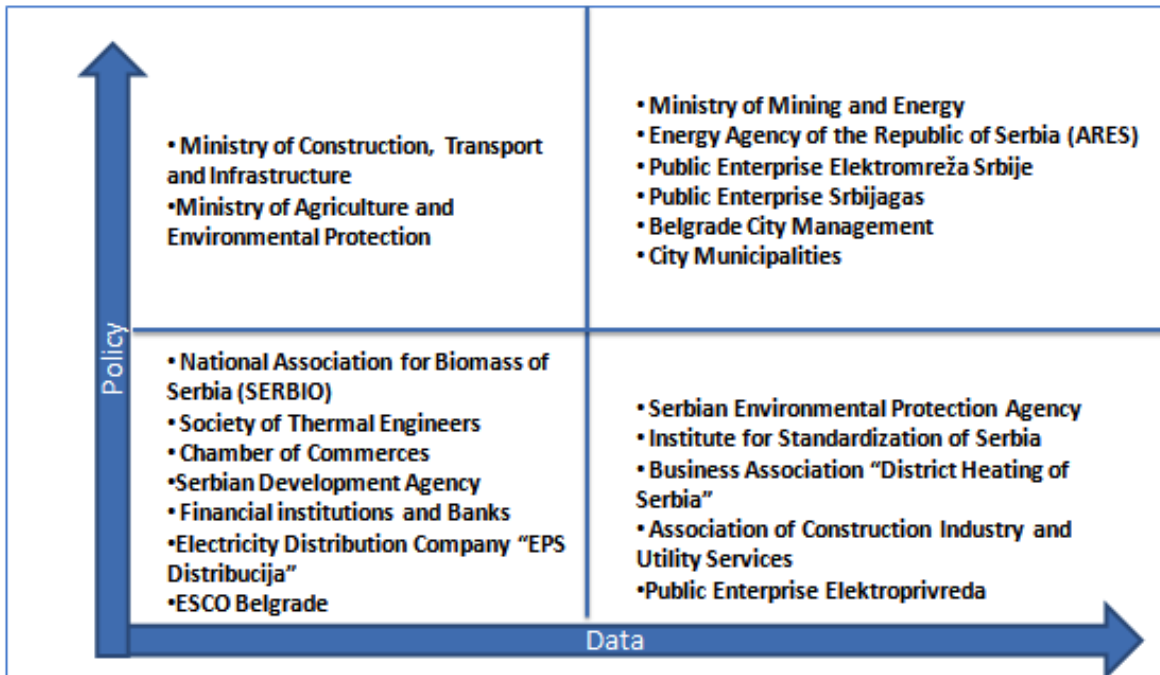 • Ministry of Construction, Transport
and Infrastructure
•Ministry of Agriculture and
Environmental Protection
• Ministry of Mining and Energy
• Energy Agency of the Republic of Serbia (ARES)
• Public Enterprise Elektromreža Srbije
• Public Enterprise Srbijagas
• Belgrade City Management
• City Municipalities
Policy
• National Association for Biomass of
Serbia (SERBIO)
• Society of Thermal Engineers
• Chamber of Commerces
•Serbian Development Agency
• Financial institutions and Banks
•Electricity Distribution Company “EPS
Distribucija”
•ESCO Belgrade
• Serbian Environmental Protection Agency
• Institute for Standardization of Serbia
• Business Association “District Heating of
Serbia”
• Association of Construction Industry and
Utility Services
•Public Enterprise Elektroprivreda
Data